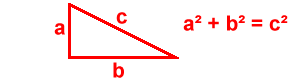 a
c
b
a² + b² = c²